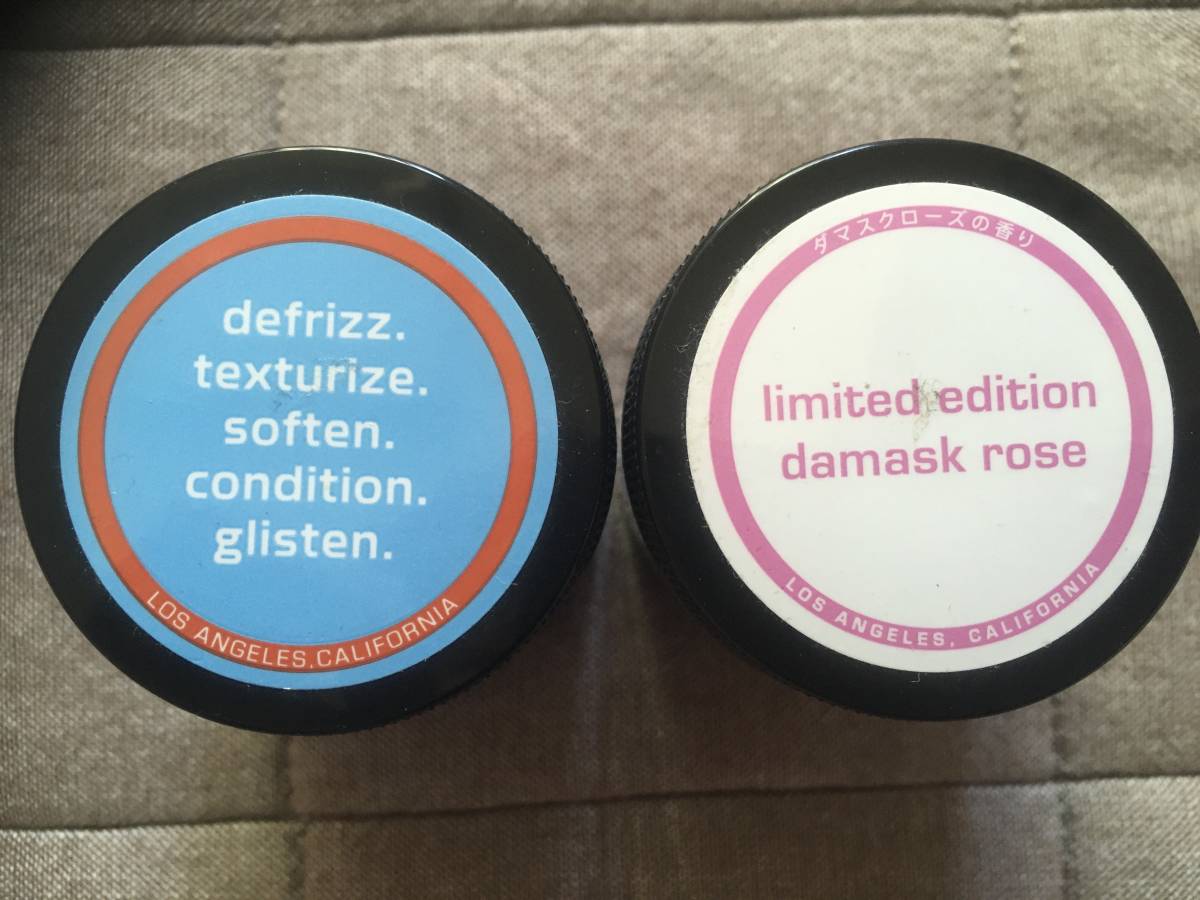 defrizz.
texturize.
soften.
condition.
glisten.
LOS ANGELES.CALIFORNIA
ダマスクローズの香り
limited edition
damask rose
LOS ANGELES, CALIFORNIA